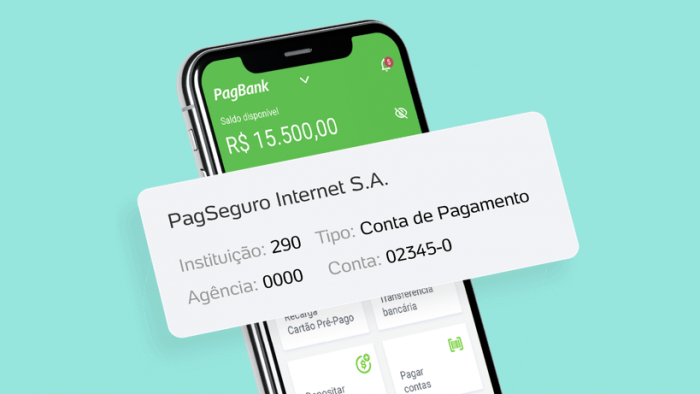 PagBank
5
Saldo disponível
R$ 15.500,00
PagSeguro Internet S.A.
Instituição: 290 Tipo: Conta de Pagamento
Agência: 0000 Conta: 02345-0
Recarga
Cartão Pré-Pago
Transferência
bancária
Depositar
Pagar
contas